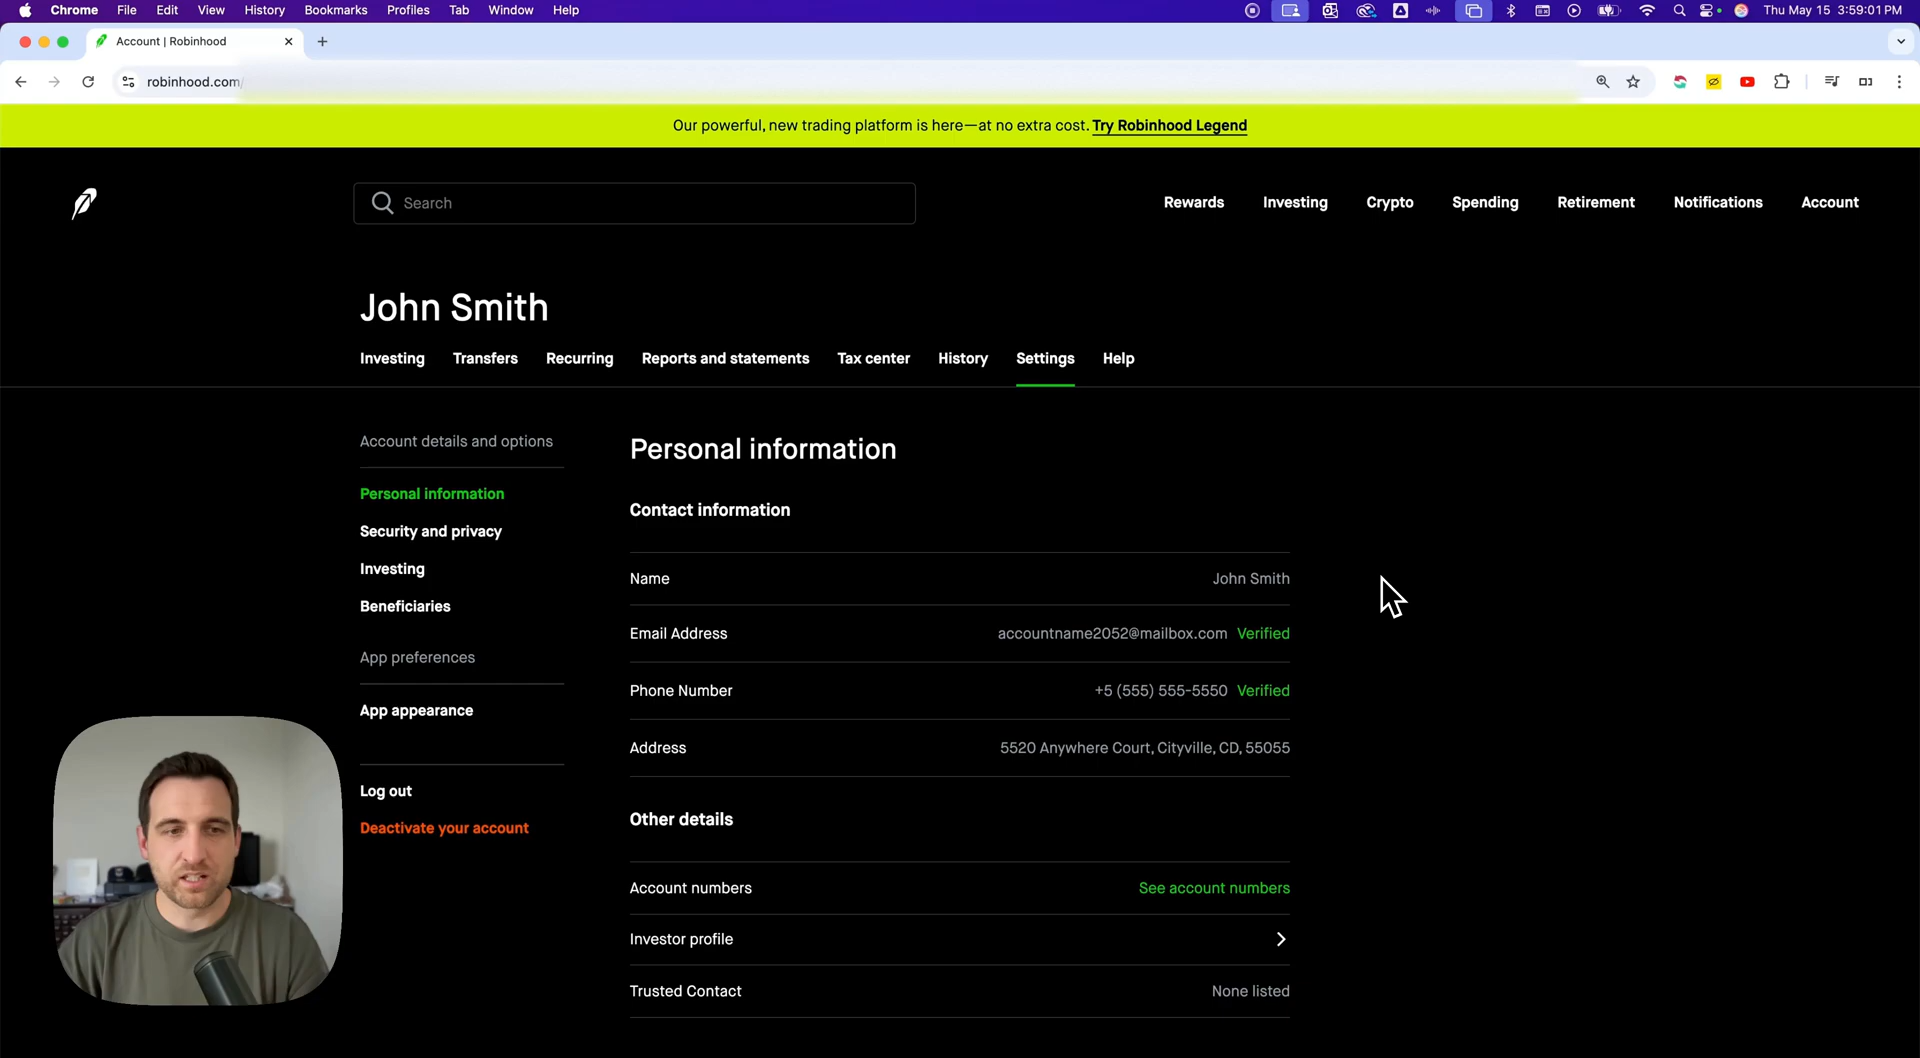 Chrome File Edit View History Bookmarks Profiles Tab Window Help Thu May 15 3:59:01 PM
Account | Robinhood
robinhood.com/
Our powerful, new trading platform is here—at no extra cost. Try Robinhood Legend
Search
Rewards Investing Crypto Spending Retirement Notifications Account
John Smith
Investing Transfers Recurring Reports and statements Tax center History Settings Help
Account details and options
Personal information
Security and privacy
Investing
Beneficiaries
App preferences
App appearance
Log out
Deactivate your account
Personal information
Contact information
Name John Smith
Email Address accountname2052@mailbox.com Verified
Phone Number +5 (555) 555-5550 Verified
Address 5520 Anywhere Court, Cityville, CD, 55055
Other details
Account numbers See account numbers
Investor profile
Trusted Contact None listed